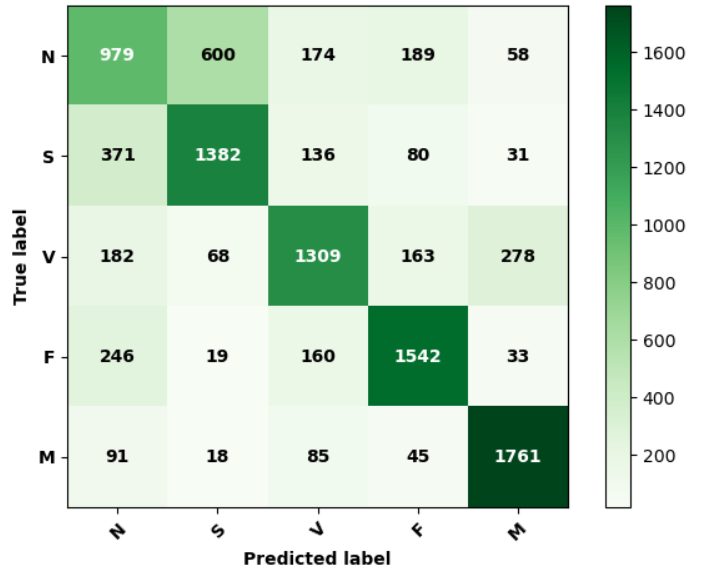 N 979 600 174 189 58
S 371 1382 136 80 31
V 182 68 1309 163 278
F 246 19 160 1542 33
M 91 18 85 45 1761
N S V F M
Predicted label
True label
1600
1400
1200
1000
800
600
400
200